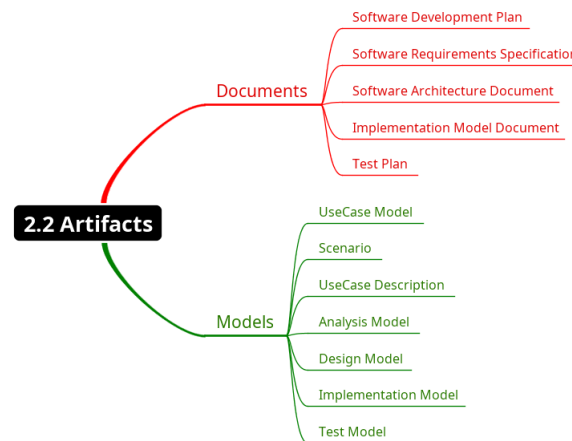 2.2 Artifacts
Documents
Software Development Plan
Software Requirements Specification
Software Architecture Document
Implementation Model Document
Test Plan
Models
UseCase Model
Scenario
UseCase Description
Analysis Model
Design Model
Implementation Model
Test Model